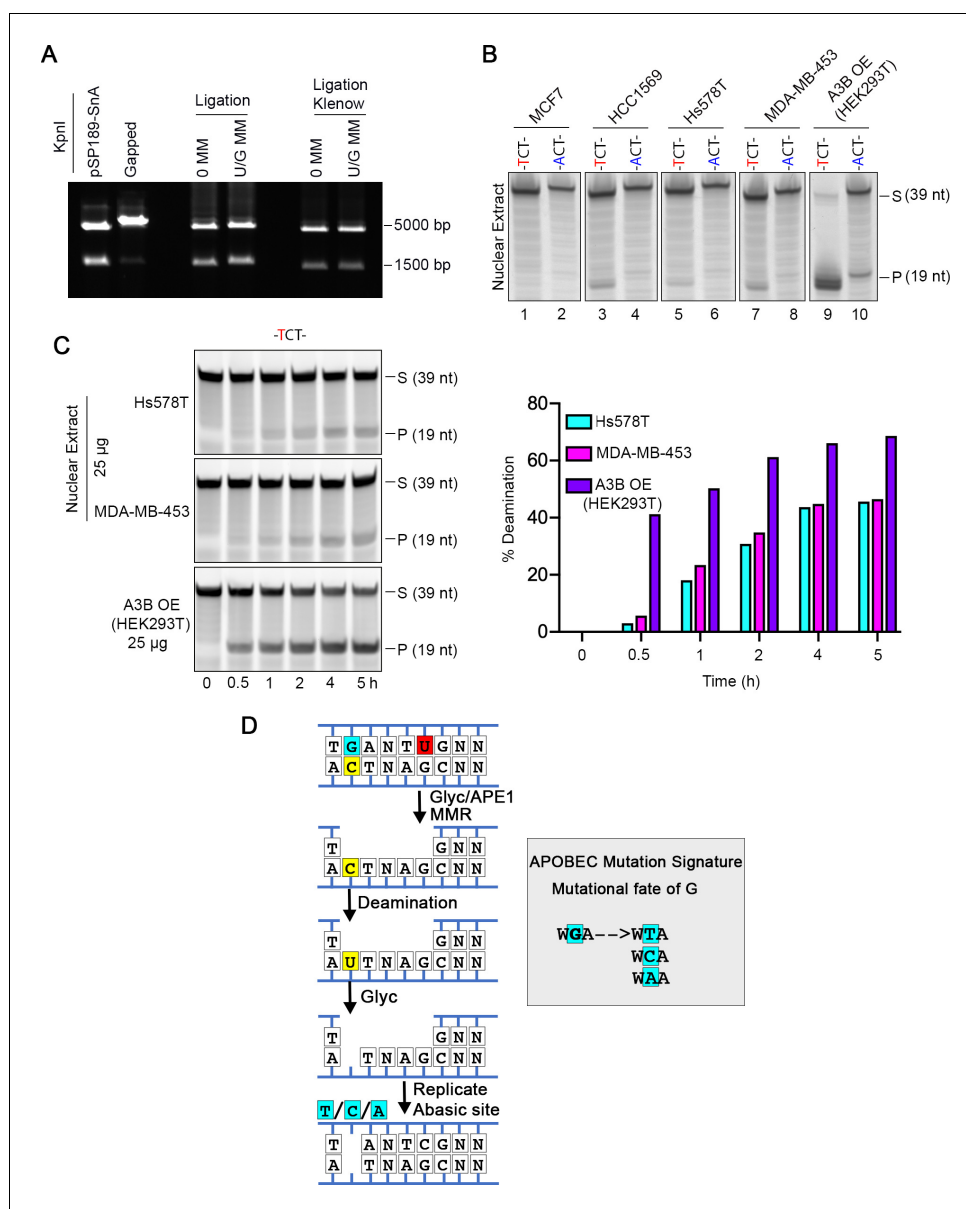 A
KpnI
pSP189-SnA
Gapped
Ligation
0 MM
U/G MM
Ligation
Klenow
0 MM
U/G MM
5000 bp
1500 bp
B
MCF7
HCC1569
Hs578T
MDA-MB-453
A3B OE
(HEK293T)
-TCT-
-ACT-
-TCT-
-ACT-
-TCT-
-ACT-
-TCT-
-ACT-
-TCT-
-ACT-
Nuclear Extract
S (39 nt)
P (19 nt)
1 2 3 4 5 6 7 8 9 10
C
-TCT-
Nuclear Extract
25 µg
Hs578T
S (39 nt)
P (19 nt)
MDA-MB-453
S (39 nt)
P (19 nt)
A3B OE
(HEK293T)
25 µg
S (39 nt)
P (19 nt)
0 0.5 1 2 4 5 h
% Deamination
80
60
40
20
0
Hs578T
MDA-MB-453
A3B OE
(HEK293T)
0 0.5 1 2 4 5
Time (h)
D
T G A N T U G N N
A C T N A G C N N
Glyc/APE1
MMR
T G N N
A C T N A G C N N
Deamination
T G N N
A U T N A G C N N
Glyc
T G N N
A T N A G C N N
Replicate
Abasic site
T/C/A
T A N T C G N N
A T N A G C N N
APOBEC Mutation Signature
Mutational fate of G
WGA-->WTA
WCA
WAA